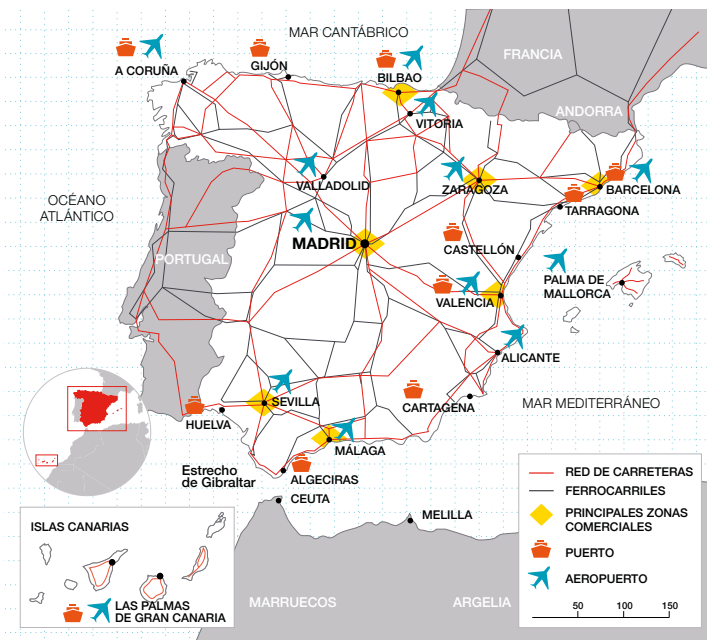 MAR CANTÁBRICO
FRANCIA
A CORUÑA
GIJÓN
BILBAO
ANDORRA
VITORIA
VALLADOLID
ZARAGOZA
BARCELONA
TARRAGONA
OCÉANO
ATLÁNTICO
MADRID
CASTELLÓN
PORTUGAL
PALMA DE
MALLORCA
VALENCIA
ALICANTE
SEVILLA
CARTAGENA
MAR MEDITERRÁNEO
HUELVA
MÁLAGA
Estrecho
de Gibraltar
ALGECIRAS
CEUTA
MELILLA
ISLAS CANARIAS
LAS PALMAS
DE GRAN CANARIA
MARRUECOS
ARGELIA
RED DE CARRETERAS
FERROCARRILES
PRINCIPALES ZONAS
COMERCIALES
PUERTO
AEROPUERTO
50 100 150